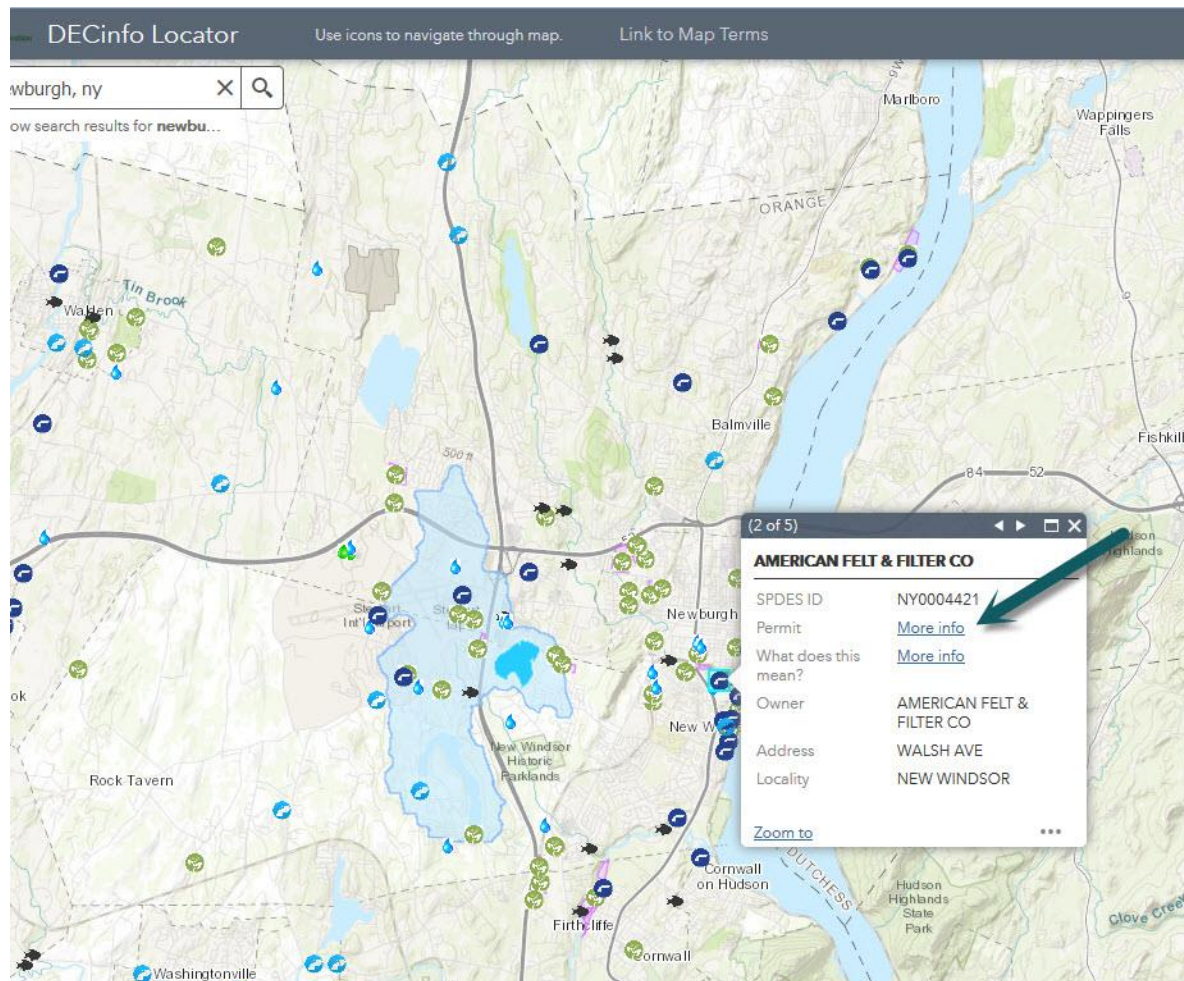 DECinfo Locator
Use icons to navigate through map.
Link to Map Terms
wburgh, ny
ow search results for newbu...
Marlboro
Wappingers
Falls
ORANGE
Tin Brook
Walden
9
Balmville
500 ft
Fishkill
84
52
(2 of 5)
AMERICAN FELT & FILTER CO
SPDES ID NY0004421
Permit More info
What does this More info
mean?
Owner AMERICAN FELT &
FILTER CO
Address WALSH AVE
Locality NEW WINDSOR
Zoom to
Newburgh
Int'l Airport
ok
New W
New Windsor
Historic
Parklands
Rock Tavern
Cornwall
on Hudson
DUTCHESS
Hudson
Highlands
State
Park
Clove Creek
Firthcliffe
Cornwall
Washingtonville